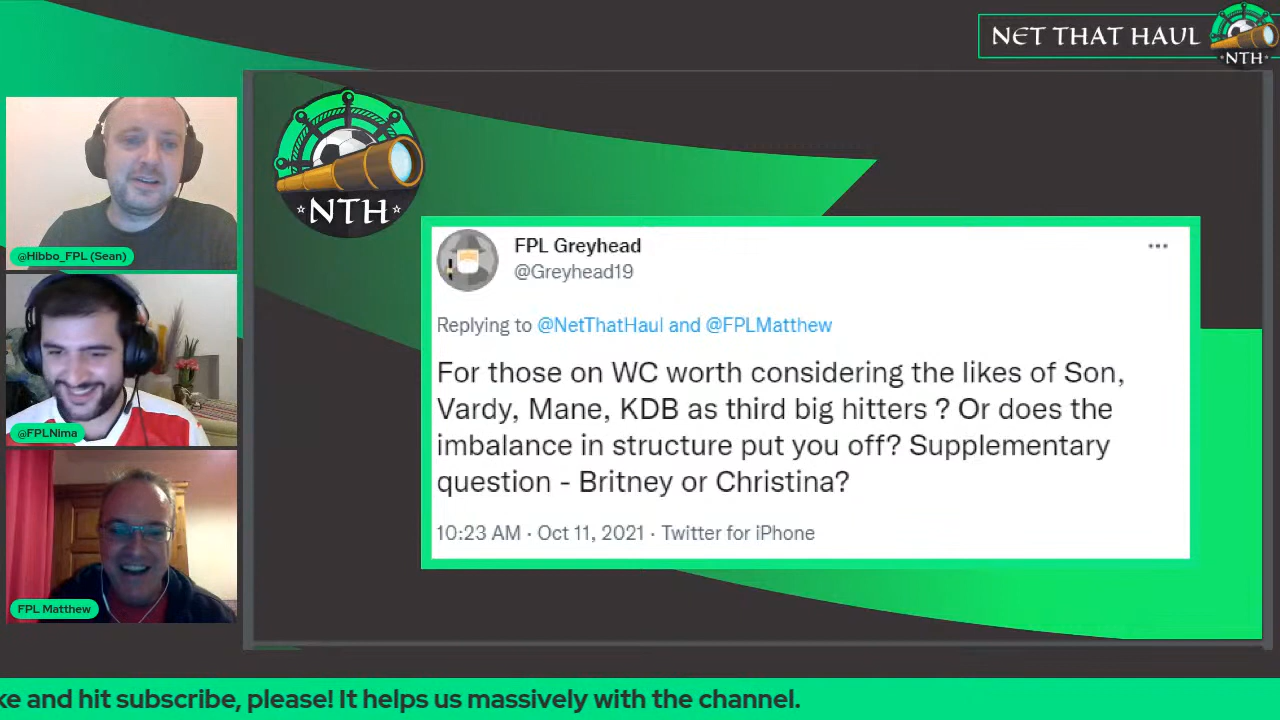 NET THAT HAUL
NTH
NTH
@Hibbo_FPL (Sean)
@FPLNima
FPL Matthew
FPL Greyhead
@Greyhead19
Replying to @NetThatHaul and @FPLMatthew
For those on WC worth considering the likes of Son,
Vardy, Mane, KDB as third big hitters ? Or does the
imbalance in structure put you off? Supplementary
question - Britney or Christina?
10:23 AM · Oct 11, 2021 · Twitter for iPhone
ke and hit subscribe, please! It helps us massively with the channel.